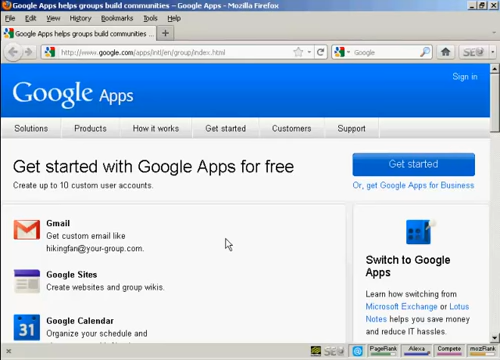 Google Apps helps groups build communities – Google Apps - Mozilla Firefox
File Edit View History Bookmarks Tools Help
Google Apps helps groups build communities ...
http://www.google.com/apps/intl/en/group/index.html
Google
Sign in
Google Apps
Solutions Products How it works Get started Customers Support
Get started with Google Apps for free
Create up to 10 custom user accounts.
Get started
Or, get Google Apps for Business
Gmail
Get custom email like
hikingfan@your-group.com.
Google Sites
Create websites and group wikis.
31
Google Calendar
Organize your schedule and
Switch to Google
Apps
Learn how switching from
Microsoft Exchange or Lotus
Notes helps you save money
and reduce IT hassles.
PageRank Alexa Compete mozRank